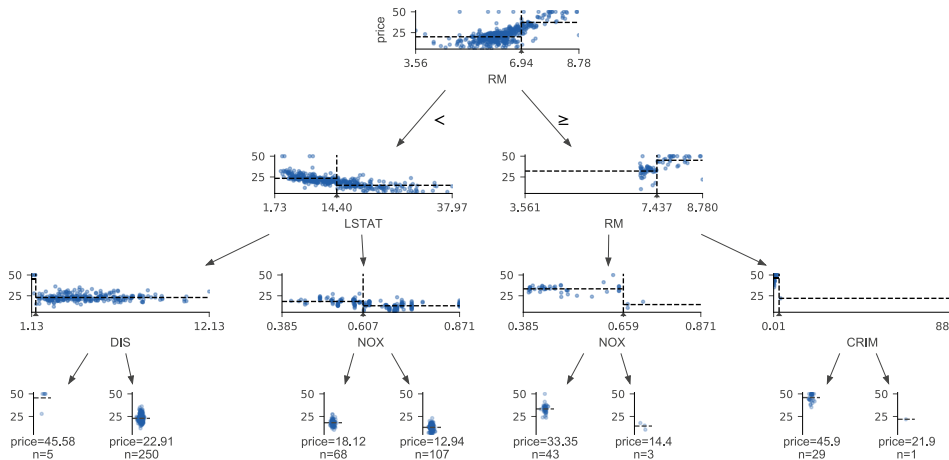 50
25
price
3.56 6.94 8.78
RM
< ≥
50
25
1.73 14.40 37.97
LSTAT
50
25
3.561 7.437 8.780
RM
50
25
1.13 12.13
DIS
50
25
0.385 0.607 0.871
NOX
50
25
0.385 0.659 0.871
NOX
50
25
0.01 88
CRIM
50
25
price=45.58
n=5
50
25
price=22.91
n=250
50
25
price=18.12
n=68
50
25
price=12.94
n=107
50
25
price=33.35
n=43
50
25
price=14.4
n=3
50
25
price=45.9
n=29
50
25
price=21.9
n=1